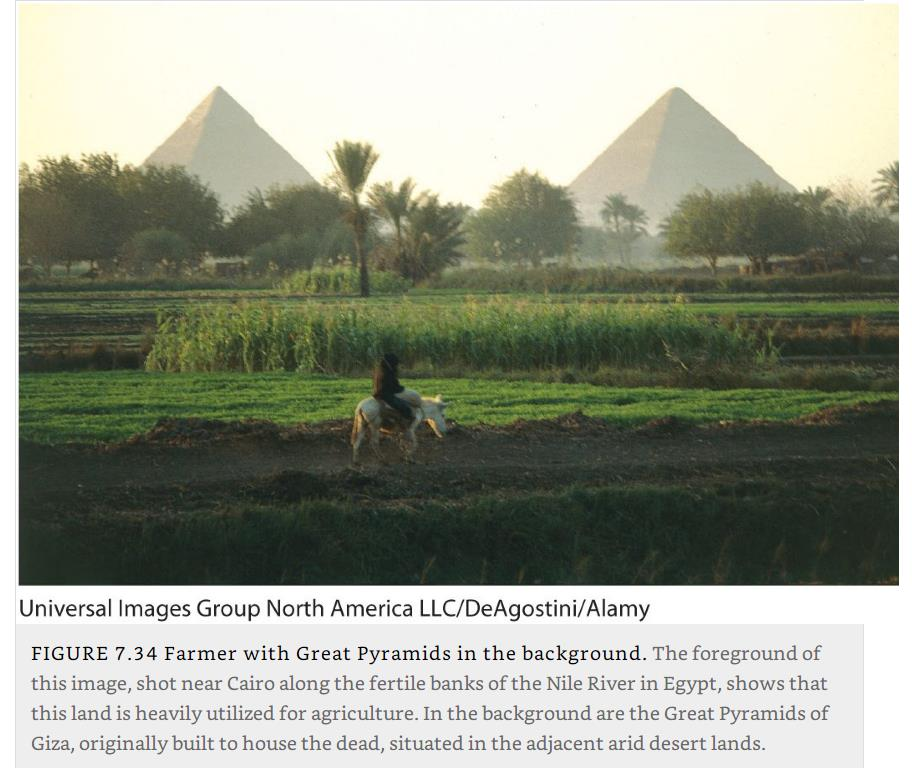 Universal Images Group North America LLC/DeAgostini/Alamy
FIGURE 7.34 Farmer with Great Pyramids in the background. The foreground of
this image, shot near Cairo along the fertile banks of the Nile River in Egypt, shows that
this land is heavily utilized for agriculture. In the background are the Great Pyramids of
Giza, originally built to house the dead, situated in the adjacent arid desert lands.